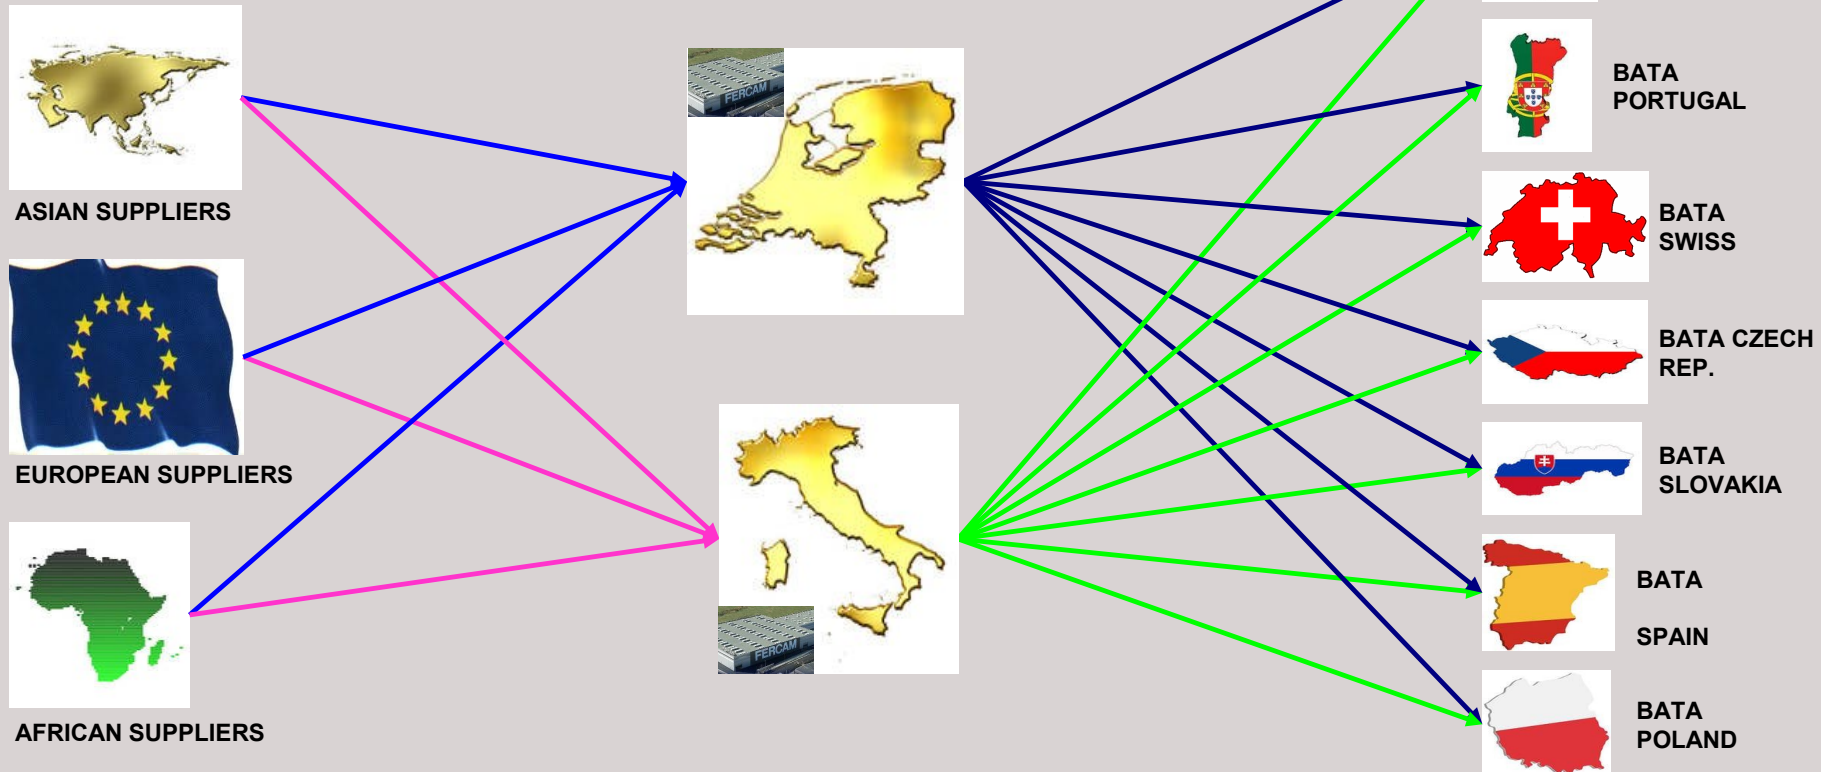 ASIAN SUPPLIERS
EUROPEAN SUPPLIERS
AFRICAN SUPPLIERS
FERCAM
FERCAM
BATA
PORTUGAL
BATA
SWISS
BATA CZECH
REP.
BATA
SLOVAKIA
BATA
SPAIN
BATA
POLAND